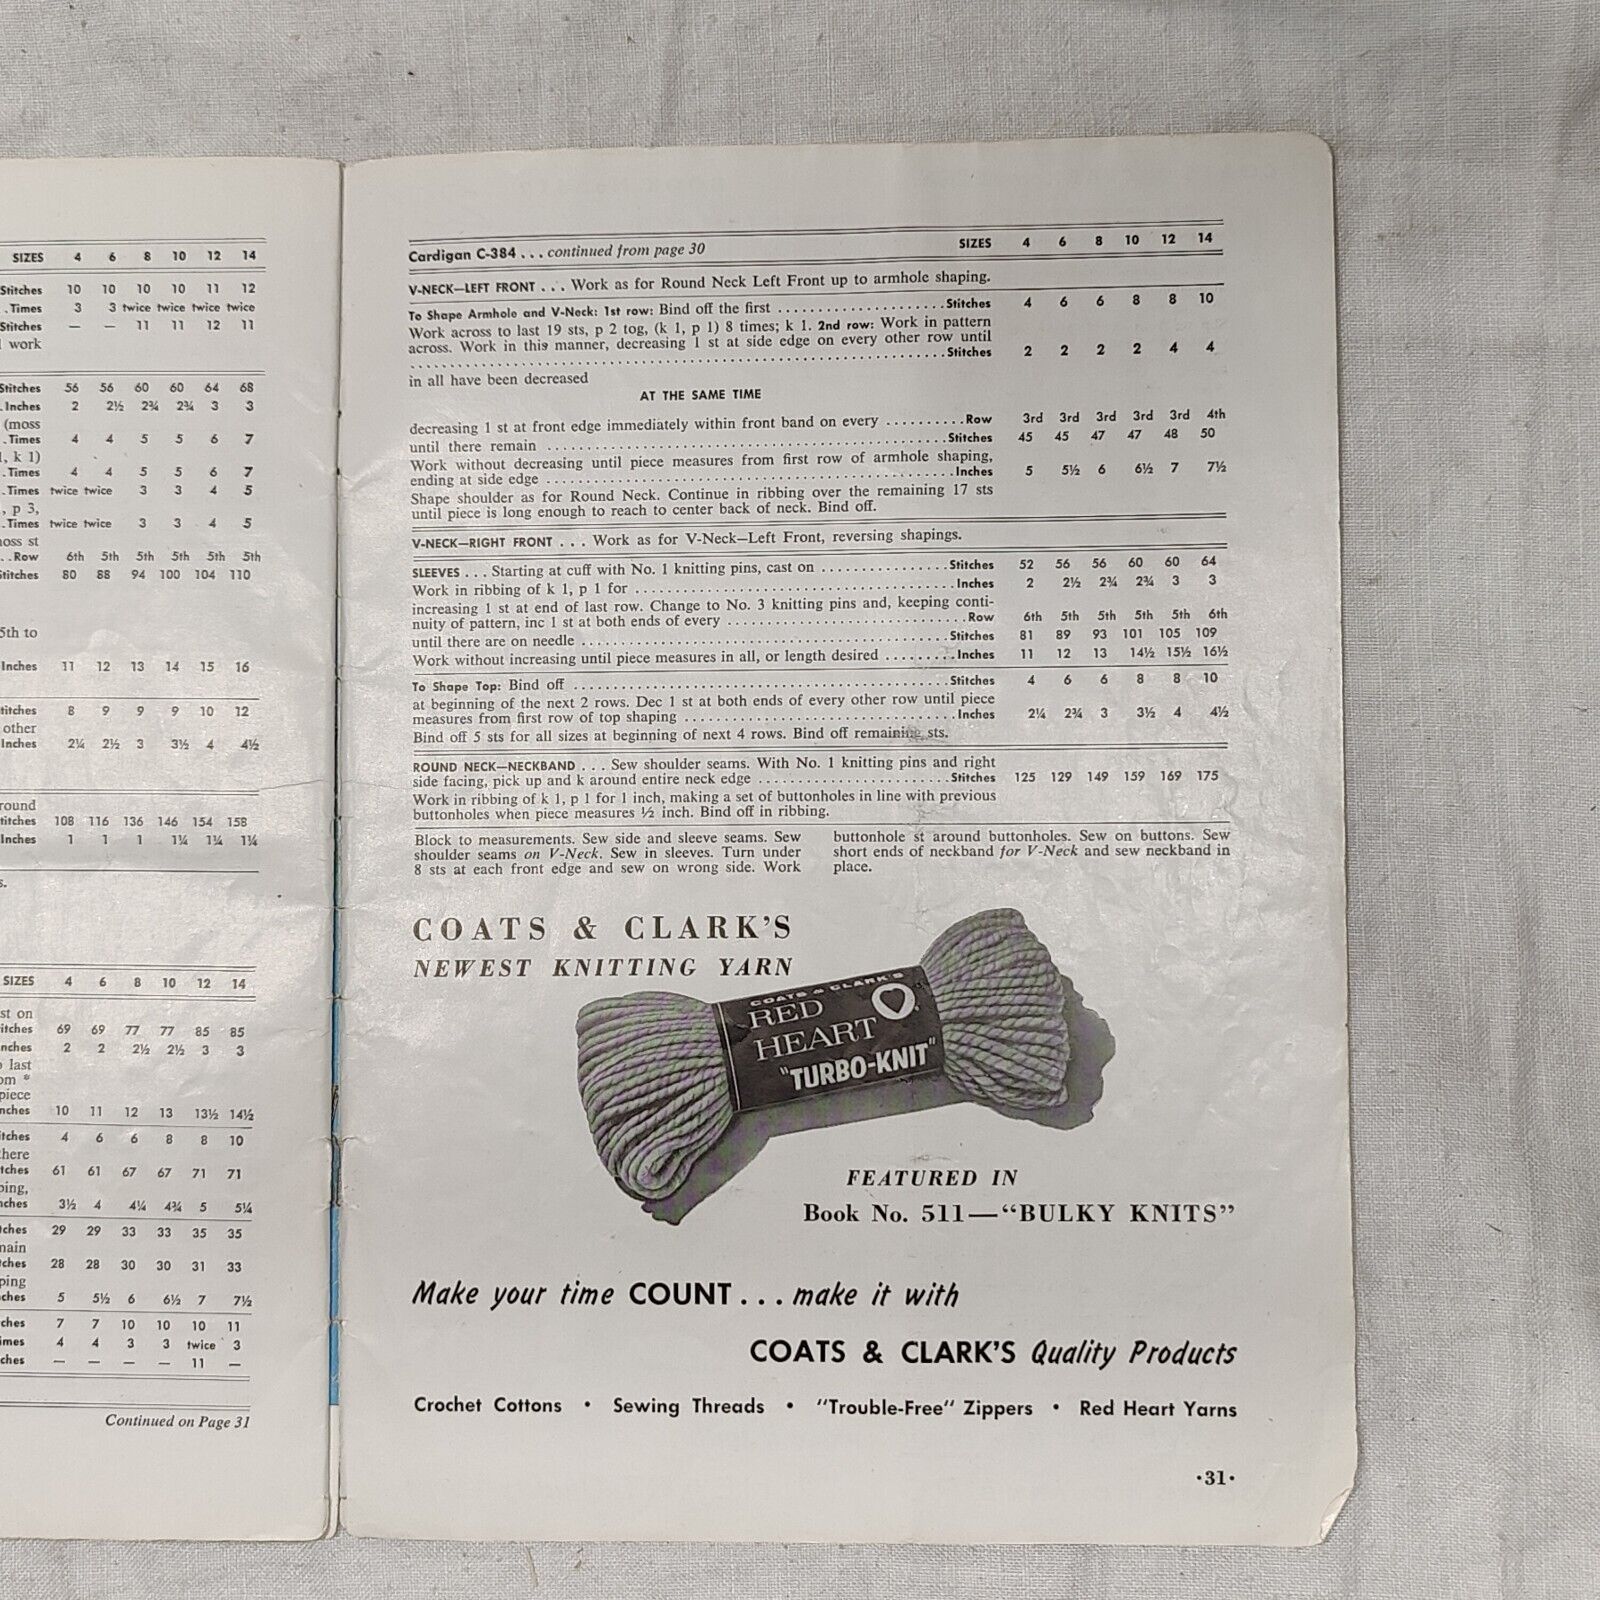 SIZES 4 6 8 10 12 14
Stitches 10 10 10 10 11 12
. Times 3 3 twice twice twice twice
Stitches — — 11 11 12 11
work
Stitches 56 56 60 60 64 68
. Inches 2 2½ 2¾ 2¾ 3 3
(moss
. Times 4 4 5 5 6 7
, k 1)
. Times 4 4 5 5 6 7
. Times twice twice 3 3 4 5
, p 3,
. Times twice twice 3 3 4 5
oss st
. . Row 6th 5th 5th 5th 5th 5th
Stitches 80 88 94 100 104 110
5th to
Inches 11 12 13 14 15 16
titches 8 9 9 9 10 12
other
Inches 2¼ 2½ 3 3½ 4 4½
round
titches 108 116 136 146 154 158
Inches 1 1 1 1¼ 1¼ 1¼
s.
SIZES 4 6 8 10 12 14
st on
itches 69 69 77 77 85 85
nches 2 2 2½ 2½ 3 3
last
om *
piece
nches 10 11 12 13 13½ 14½
itches 4 6 6 8 8 10
here
tches 61 61 67 67 71 71
ping,
nches 3½ 4 4¼ 4¾ 5 5¼
ches 29 29 33 33 35 35
main
tches 28 28 30 30 31 33
ping
ches 5 5½ 6 6½ 7 7½
ches 7 7 10 10 10 11
imes 4 4 3 3 twice 3
ches — — — — 11 —
Continued on Page 31
Cardigan C-384 . . . continued from page 30 SIZES 4 6 8 10 12 14
V-NECK—LEFT FRONT . . . Work as for Round Neck Left Front up to armhole shaping.
To Shape Armhole and V-Neck: 1st row: Bind off the first . . . . . . . . . . Stitches 4 6 6 8 8 10
Work across to last 19 sts, p 2 tog, (k 1, p 1) 8 times; k 1. 2nd row: Work in pattern
across. Work in this manner, decreasing 1 st at side edge on every other row until
. . . . . . . . . . Stitches 2 2 2 2 4 4
in all have been decreased
AT THE SAME TIME
decreasing 1 st at front edge immediately within front band on every . . . . . . . . . . Row 3rd 3rd 3rd 3rd 3rd 4th
until there remain . . . . . . . . . . Stitches 45 45 47 47 48 50
Work without decreasing until piece measures from first row of armhole shaping,
ending at side edge . . . . . . . . . . Inches 5 5½ 6 6½ 7 7½
Shape shoulder as for Round Neck. Continue in ribbing over the remaining 17 sts
until piece is long enough to reach to center back of neck. Bind off.
V-NECK—RIGHT FRONT . . . Work as for V-Neck—Left Front, reversing shapings.
SLEEVES . . . Starting at cuff with No. 1 knitting pins, cast on . . . . . . . . . . Stitches 52 56 56 60 60 64
Work in ribbing of k 1, p 1 for . . . . . . . . . . Inches 2 2½ 2¾ 2¾ 3 3
increasing 1 st at end of last row. Change to No. 3 knitting pins and, keeping conti-
nuity of pattern, inc 1 st at both ends of every . . . . . . . . . . Row 6th 5th 5th 5th 5th 6th
until there are on needle . . . . . . . . . . Stitches 81 89 93 101 105 109
Work without increasing until piece measures in all, or length desired . . . . . . . . . . Inches 11 12 13 14½ 15½ 16½
To Shape Top: Bind off . . . . . . . . . . Stitches 4 6 6 8 8 10
at beginning of the next 2 rows. Dec 1 st at both ends of every other row until piece
measures from first row of top shaping . . . . . . . . . . Inches 2¼ 2¾ 3 3½ 4 4½
Bind off 5 sts for all sizes at beginning of next 4 rows. Bind off remaining sts.
ROUND NECK—NECKBAND . . . Sew shoulder seams. With No. 1 knitting pins and right
side facing, pick up and k around entire neck edge . . . . . . . . . . Stitches 125 129 149 159 169 175
Work in ribbing of k 1, p 1 for 1 inch, making a set of buttonholes in line with previous
buttonholes when piece measures ½ inch. Bind off in ribbing.
Block to measurements. Sew side and sleeve seams. Sew
shoulder seams on V-Neck. Sew in sleeves. Turn under
8 sts at each front edge and sew on wrong side. Work
buttonhole st around buttonholes. Sew on buttons. Sew
short ends of neckband for V-Neck and sew neckband in
place.
COATS & CLARK'S
NEWEST KNITTING YARN
COATS & CLARK'S
RED
HEART
"TURBO-KNIT"
FEATURED IN
Book No. 511—"BULKY KNITS"
Make your time COUNT . . . make it with
COATS & CLARK'S Quality Products
Crochet Cottons • Sewing Threads • "Trouble-Free" Zippers • Red Heart Yarns
•31•